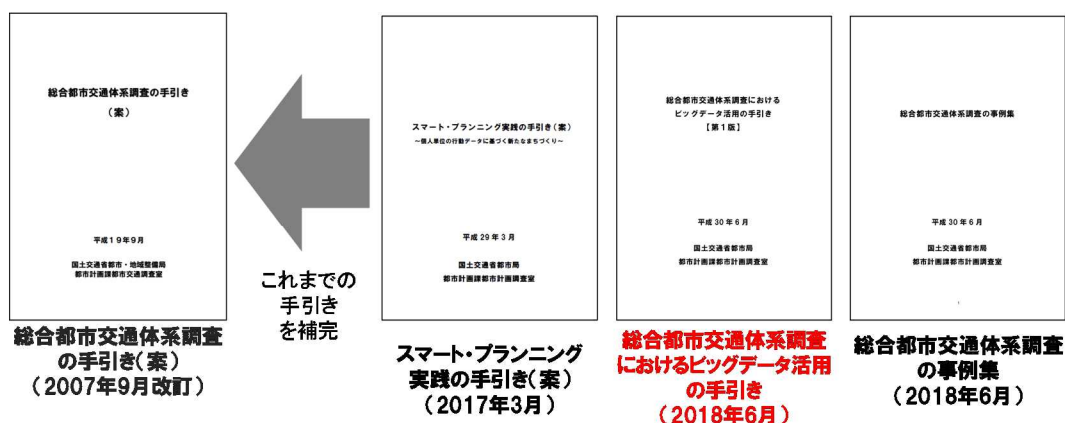 総合都市交通体系調査の手引き
（案）
平成19年9月
国土交通省都市・地域整備局
都市計画課都市交通調査室
総合都市交通体系調査
の手引き（案）
（2007年9月改訂）
これまでの
手引き
を補完
スマート・プランニング実践の手引き（案）
～個人単位の行動データに基づく新たなまちづくり～
平成 29 年 3 月
国土交通省都市局
都市計画課都市計画調査室
スマート・プランニング
実践の手引き（案）
（2017年3月）
総合都市交通体系調査における
ビッグデータ活用の手引き
【第１版】
平成 30 年 6 月
国土交通省都市局
都市計画課都市計画調査室
総合都市交通体系調査
におけるビッグデータ活用
の手引き
（2018年6月）
総合都市交通体系調査の事例集
平成 30 年 6 月
国土交通省都市局
都市計画課都市計画調査室
総合都市交通体系調査
の事例集
（2018年6月）